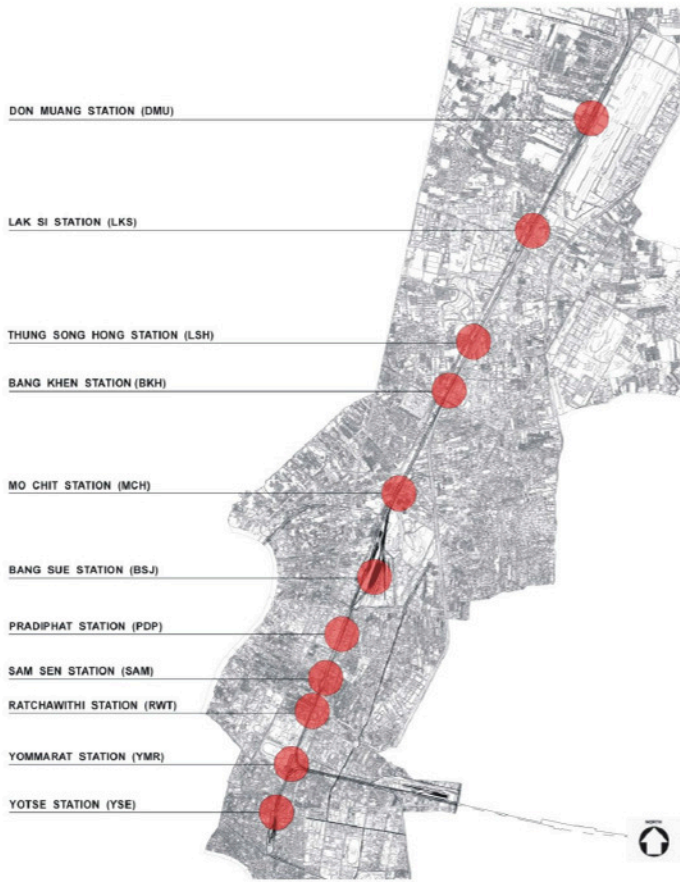 DON MUANG STATION (DMU)
LAK SI STATION (LKS)
THUNG SONG HONG STATION (LSH)
BANG KHEN STATION (BKH)
MO CHIT STATION (MCH)
BANG SUE STATION (BSJ)
PRADIPHAT STATION (PDP)
SAM SEN STATION (SAM)
RATCHAWITHI STATION (RWT)
YOMMARAT STATION (YMR)
YOTSE STATION (YSE)
NORTH